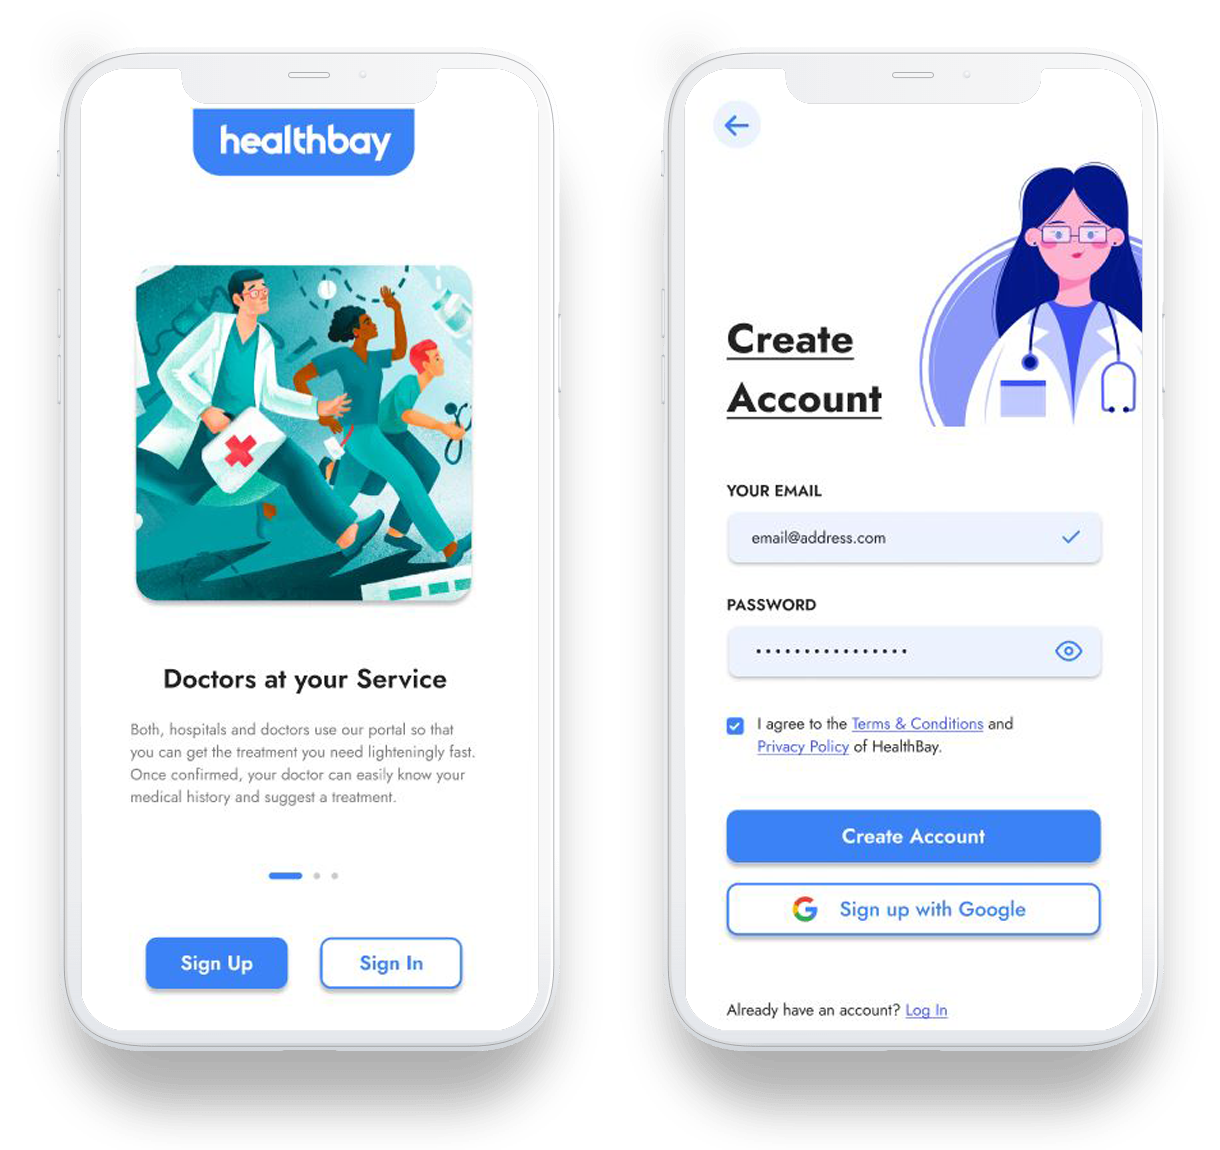 healthbay
Doctors at your Service
Both, hospitals and doctors use our portal so that
you can get the treatment you need lighteningly fast.
Once confirmed, your doctor can easily know your
medical history and suggest a treatment.
Sign Up
Sign In
Create
Account
YOUR EMAIL
email@address.com
PASSWORD
I agree to the Terms & Conditions and
Privacy Policy of HealthBay.
Create Account
Sign up with Google
Already have an account? Log In